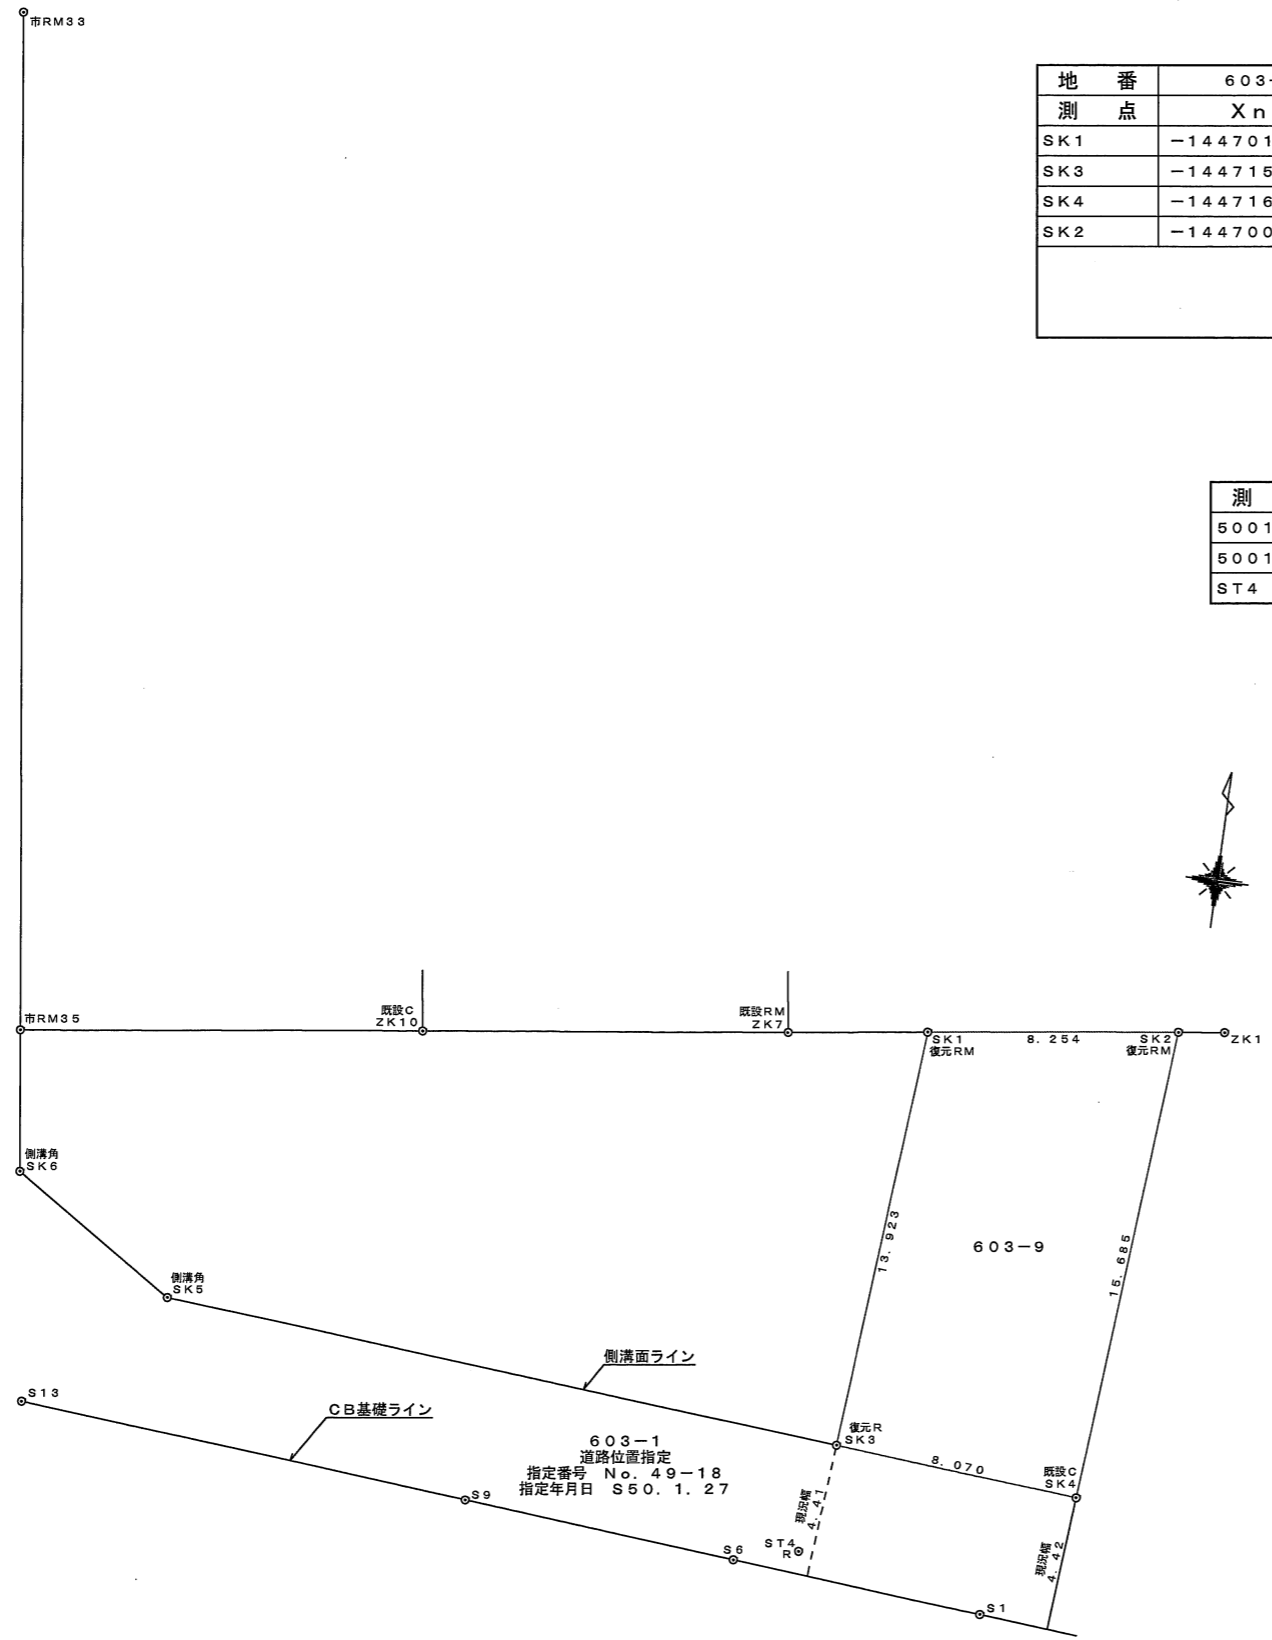 市RM33
地 番 603-
測 点 Xn
SK1 -144701
SK3 -144715
SK4 -144716
SK2 -144700
測
5001
5001
ST4
市RM35
既設C
ZK10
既設RM
ZK7
SK1
復元RM
8.254
SK2
復元RM
ZK1
側溝角
SK6
側溝角
SK5
13.923
603-9
15.685
側溝面ライン
S13
CB基礎ライン
603-1
道路位置指定
指定番号 No.49-18
指定年月日 S50.1.27
復元R
SK3
8.070
既設C
SK4
S9
現況幅
4.41
ST4
R
S6
現況幅
4.42
S1